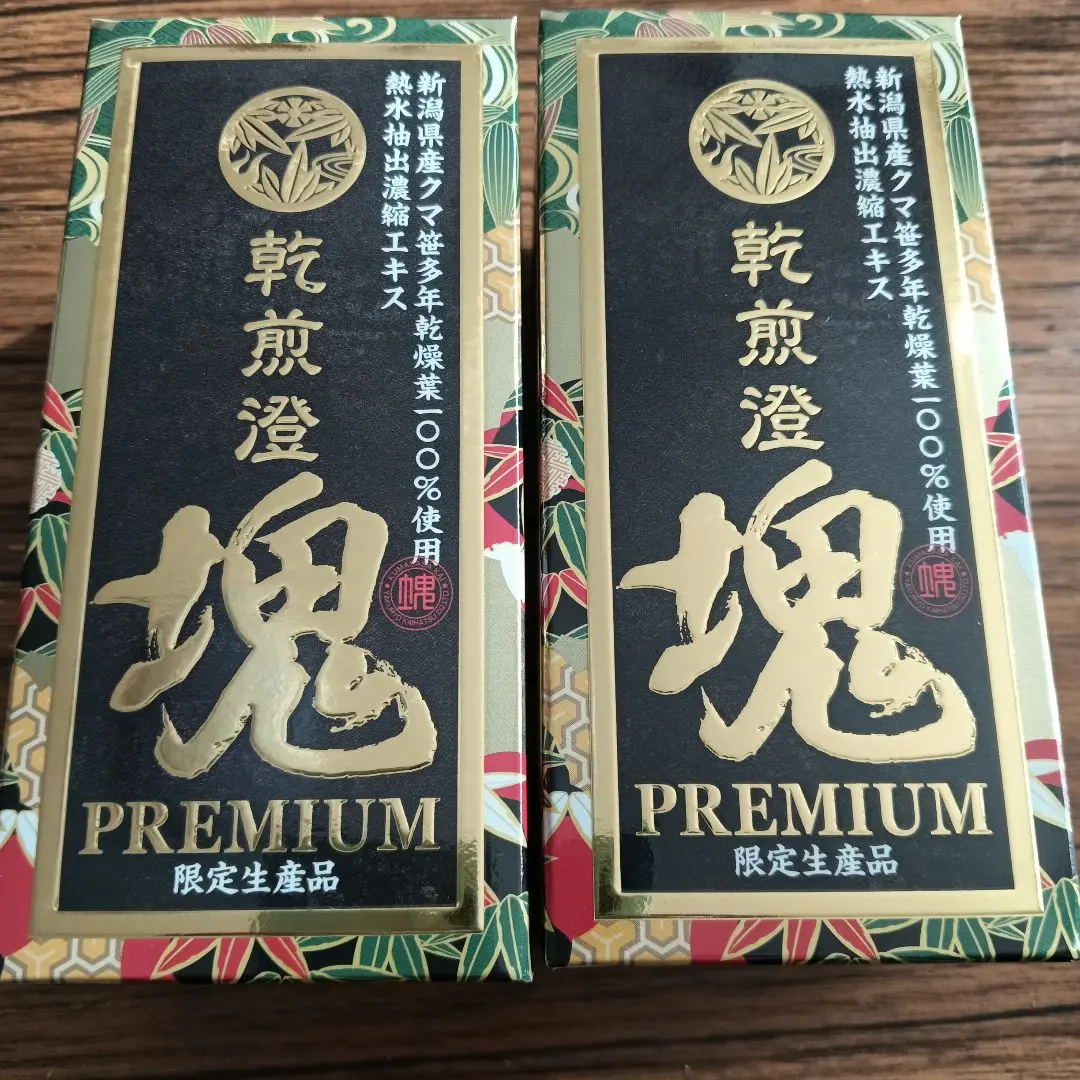 新潟県産クマ笹多年乾燥葉一〇〇%使用
熱水抽出濃縮エキス
乾煎澄
塊
PREMIUM
限定生産品
新潟県産クマ笹多年乾燥葉一〇〇%使用
熱水抽出濃縮エキス
乾煎澄
塊
PREMIUM
限定生産品